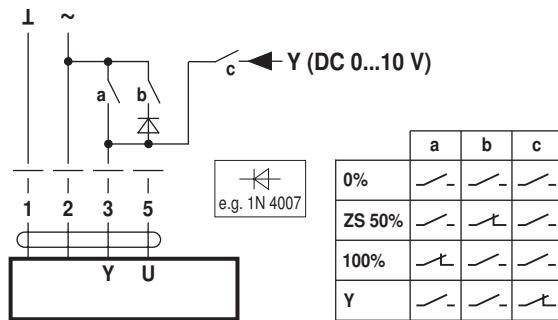 ⊥ ~
a b c Y (DC 0...10 V)
1 2 3 5
Y U
e.g. 1N 4007
a b c
0%
ZS 50%
100%
Y